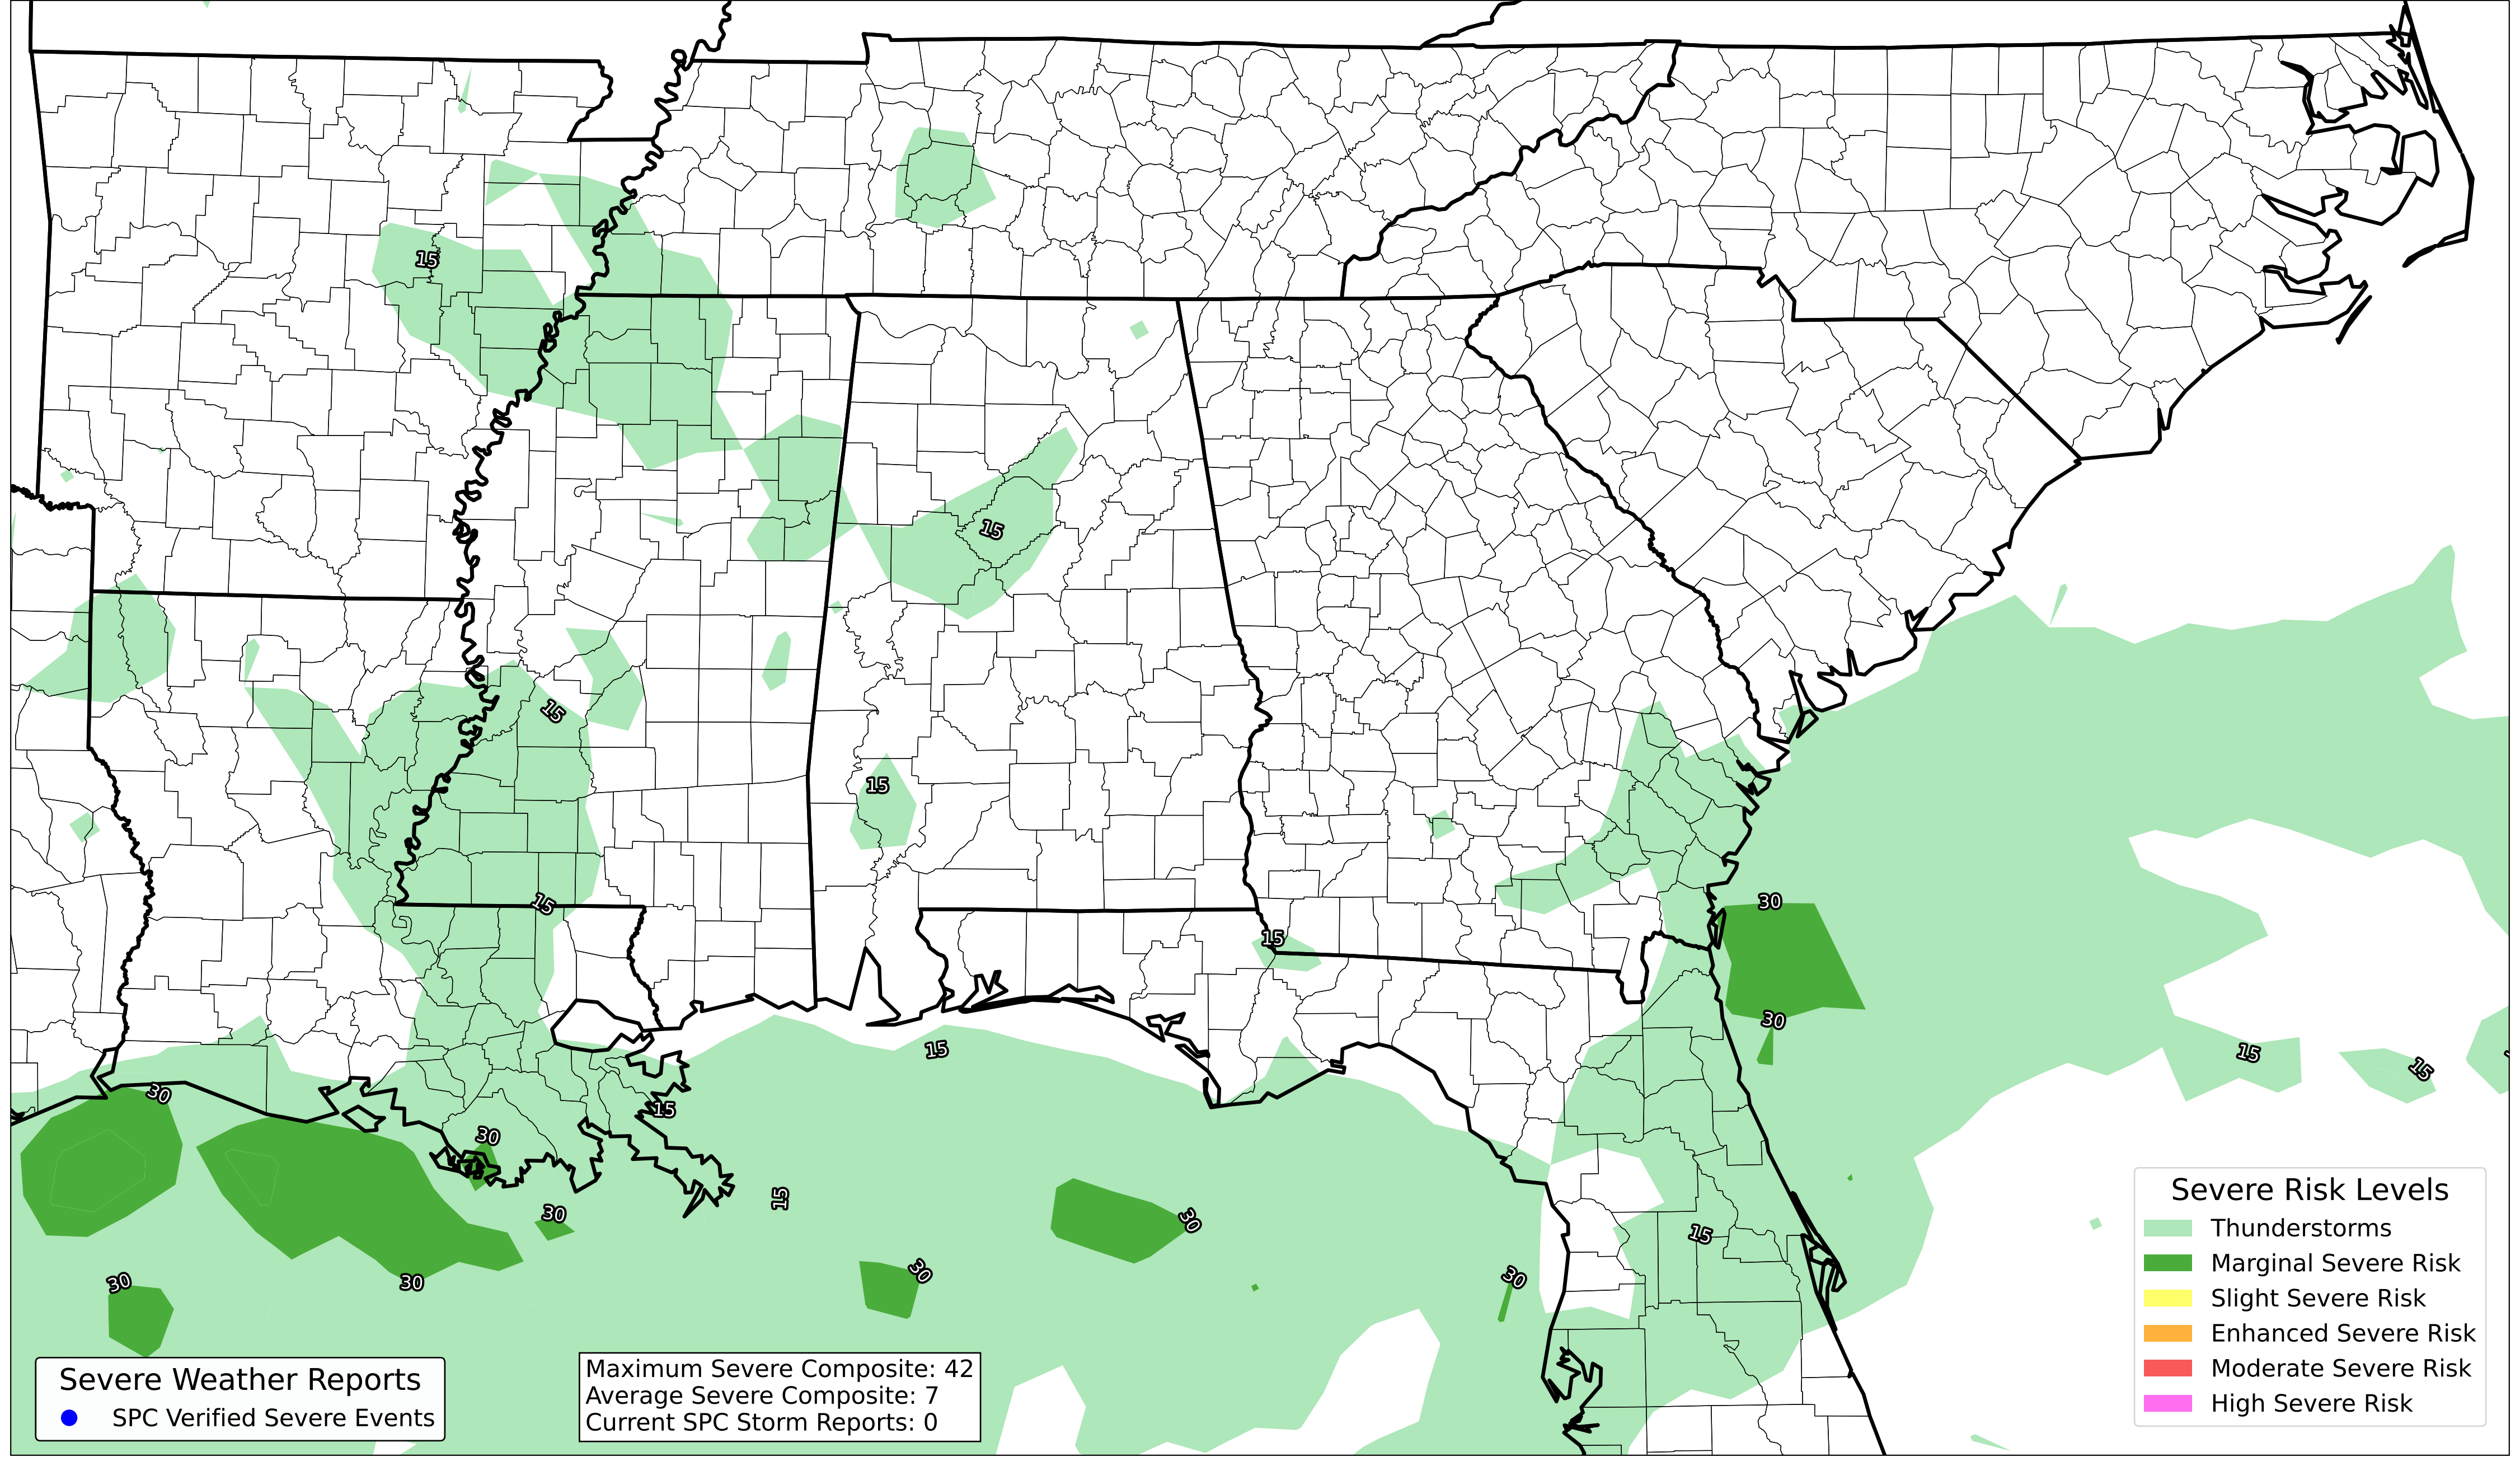 15
15
15
15
15
30
15
30
15
15
15
30
15
30
15
30
30
15
30
30
30
30
30
Severe Risk Levels
Thunderstorms
Marginal Severe Risk
Slight Severe Risk
Enhanced Severe Risk
Moderate Severe Risk
High Severe Risk
Severe Weather Reports
SPC Verified Severe Events
Maximum Severe Composite: 42
Average Severe Composite: 7
Current SPC Storm Reports: 0